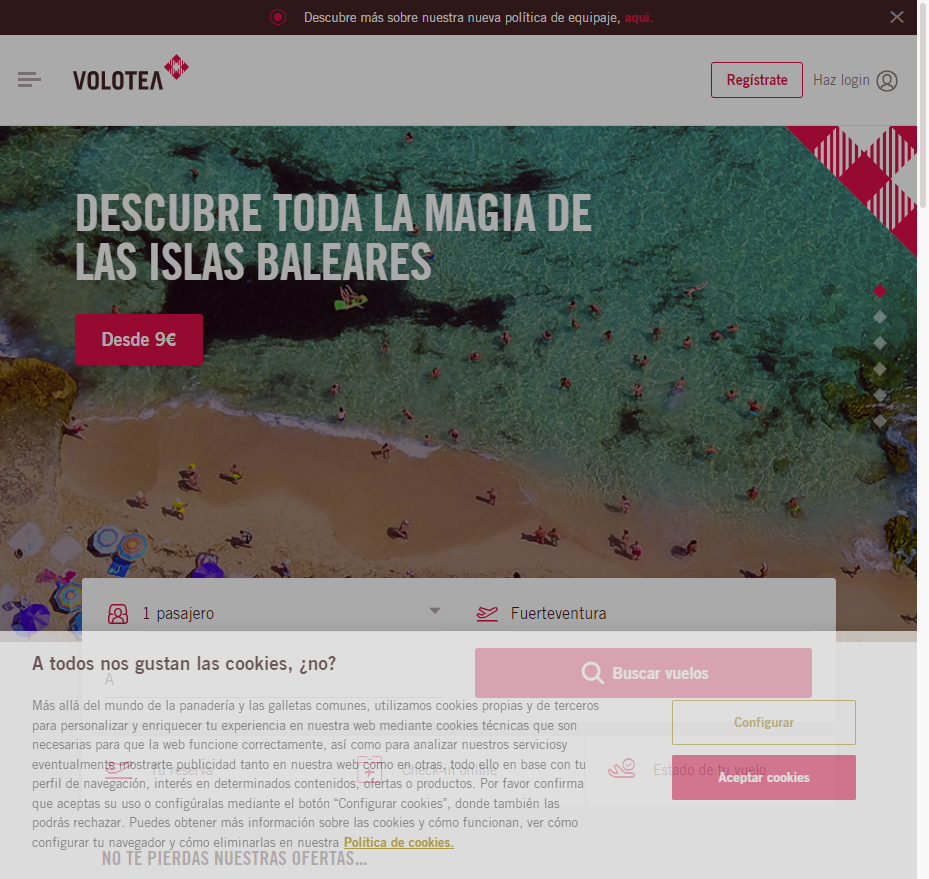 Descubre más sobre nuestra nueva política de equipaje, aquí.
VOLOTEA
Regístrate
Haz login
DESCUBRE TODA LA MAGIA DE
LAS ISLAS BALEARES
Desde 9€
1 pasajero
Fuerteventura
A todos nos gustan las cookies, ¿no?
A
Buscar vuelos
Más allá del mundo de la panadería y las galletas comunes, utilizamos cookies propias y de terceros
para personalizar y enriquecer tu experiencia en nuestra web mediante cookies técnicas que son
necesarias para que la web funcione correctamente, así como para analizar nuestros serviciosy
eventualmente mostrarte publicidad tanto en nuestra web como en otras, todo ello en base con tu
perfil de navegación, interés en determinados contenidos, ofertas o productos. Por favor confirma
que aceptas su uso o configúralas mediante el botón “Configurar cookies”, donde también las
podrás rechazar. Puedes obtener más información sobre las cookies y cómo funcionan, ver cómo
configurar tu navegador y cómo eliminarlas en nuestra Política de cookies.
Configurar
Aceptar cookies
Tu reserva
Check-in online
Estado de tu vuelo
NO TE PIERDAS NUESTRAS OFERTAS...